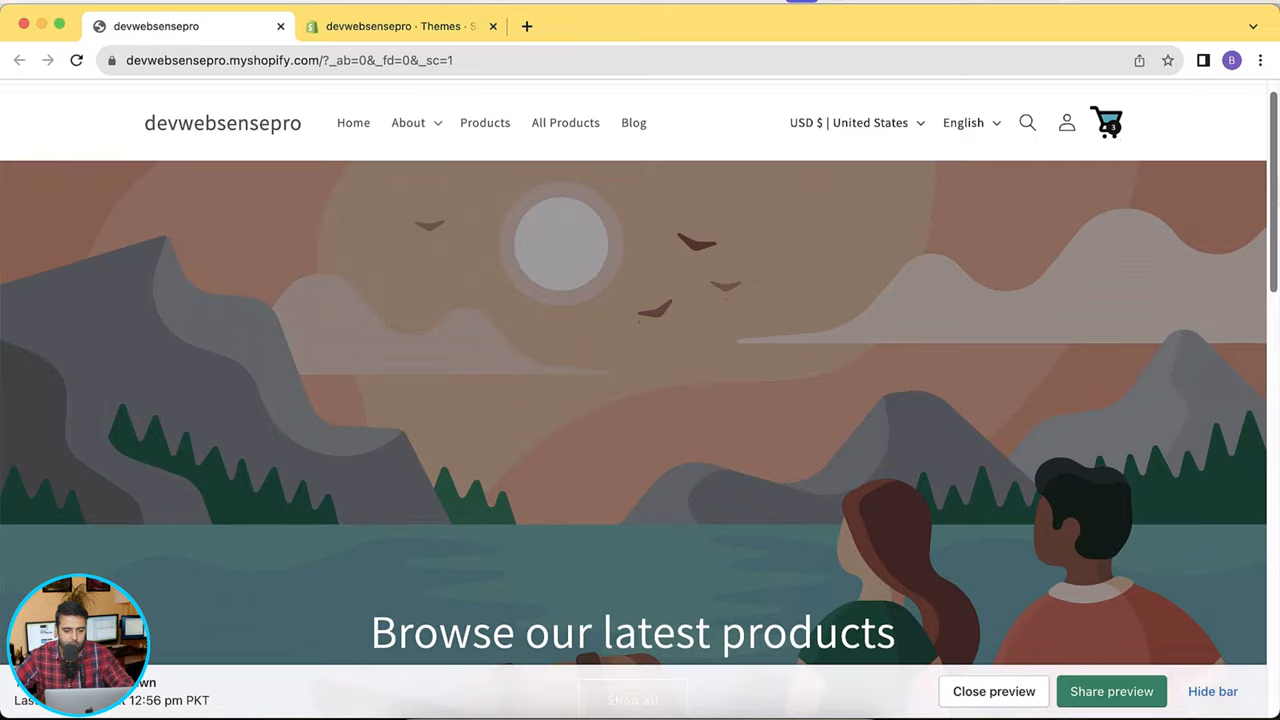 devwebsensepro
devwebsensepro · Themes · S
devwebsensepro.myshopify.com/?_ab=0&_fd=0&_sc=1
B
devwebsensepro
Home
About
Products
All Products
Blog
USD $ | United States
English
3
Browse our latest products
Shop all
12:56 pm PKT
Close preview
Share preview
Hide bar